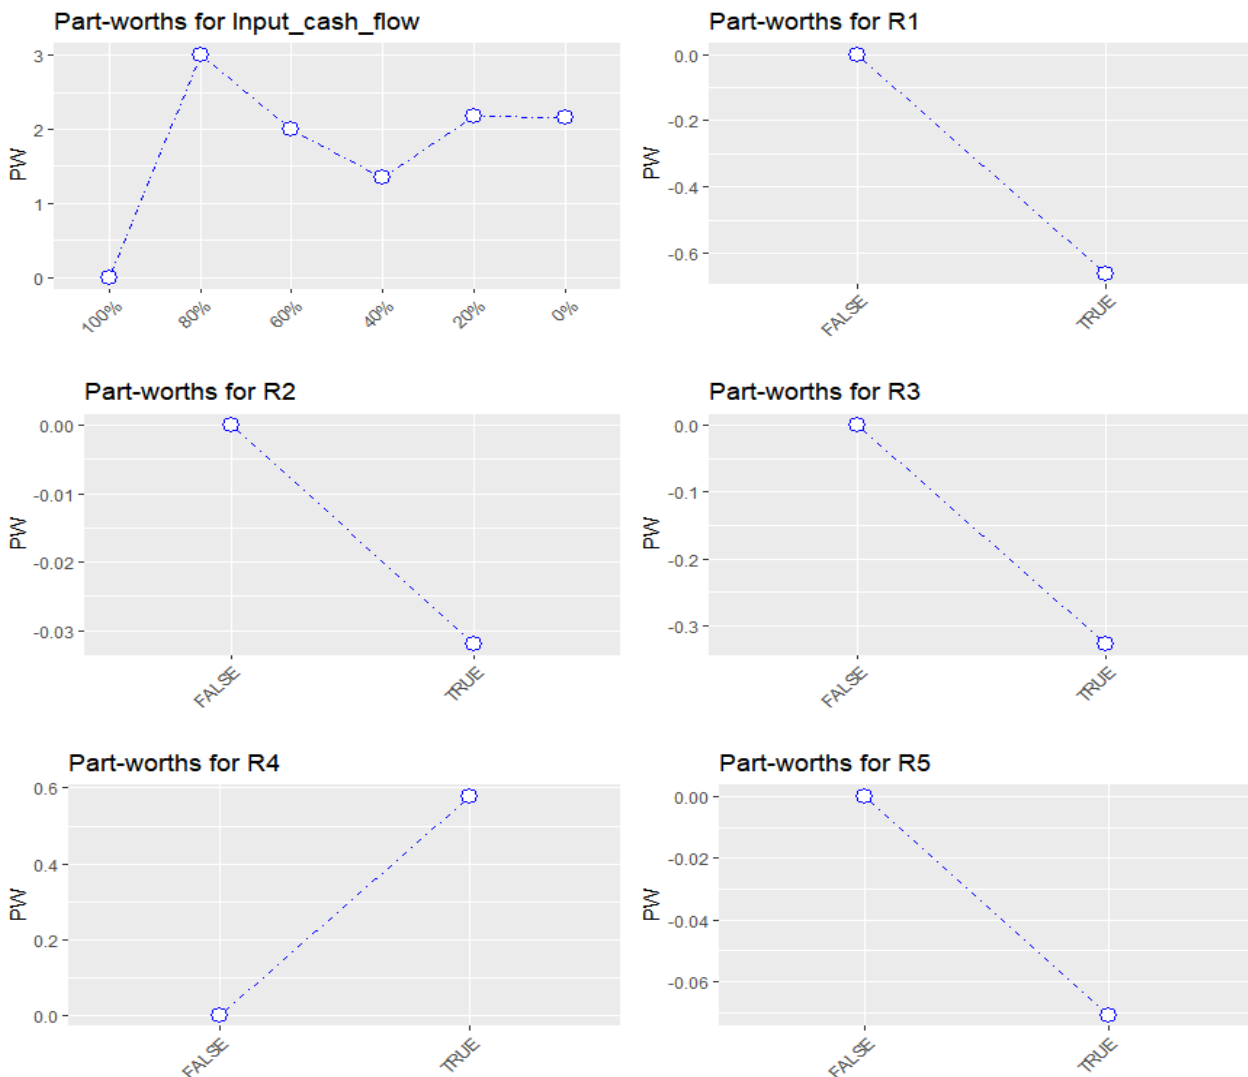 Part-worths for Input_cash_flow
PW
3
2
1
0
100%
80%
60%
40%
20%
0%
Part-worths for R1
PW
0.0
-0.2
-0.4
-0.6
FALSE
TRUE
Part-worths for R2
PW
0.00
-0.01
-0.02
-0.03
FALSE
TRUE
Part-worths for R3
PW
0.0
-0.1
-0.2
-0.3
FALSE
TRUE
Part-worths for R4
PW
0.6
0.4
0.2
0.0
FALSE
TRUE
Part-worths for R5
PW
0.00
-0.02
-0.04
-0.06
FALSE
TRUE